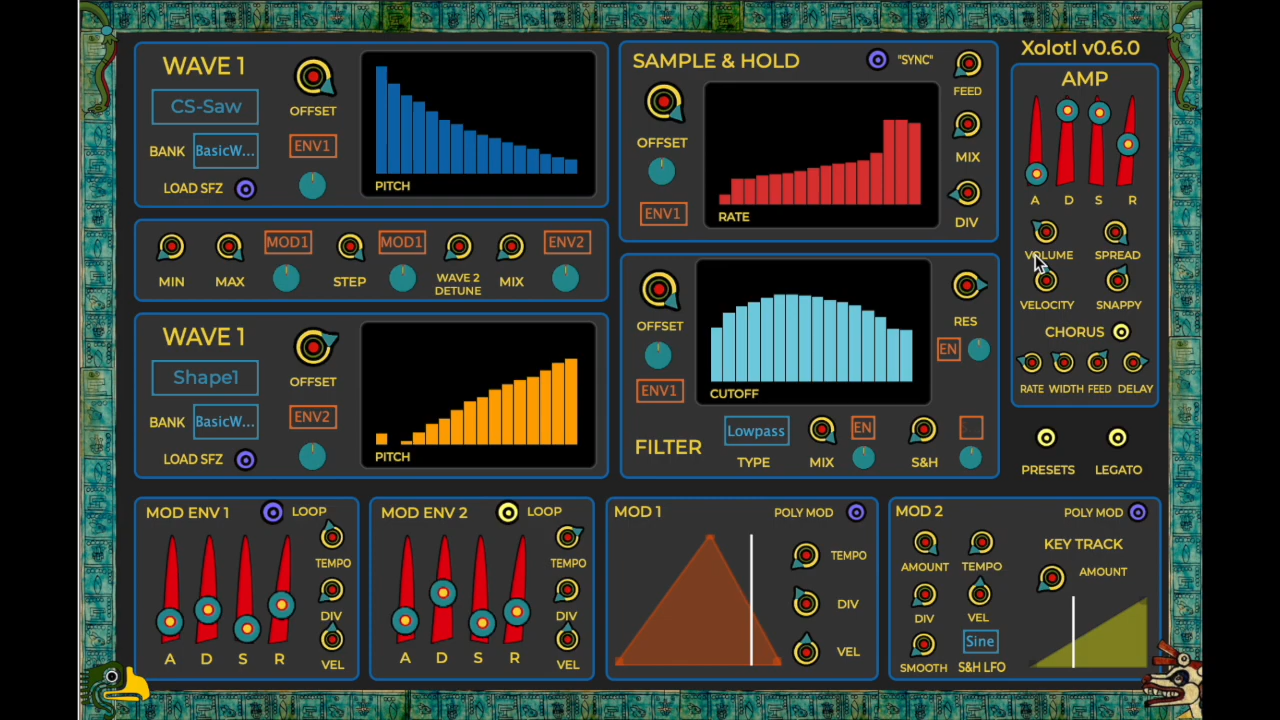 WAVE 1
CS-Saw
BANK BasicW...
LOAD SFZ
OFFSET
ENV1
PITCH
MIN
MAX
MOD1
STEP
MOD1
WAVE 2
DETUNE
MIX
ENV2
WAVE 1
Shape1
BANK BasicW...
LOAD SFZ
OFFSET
ENV2
PITCH
SAMPLE & HOLD
"SYNC"
FEED
OFFSET
MIX
ENV1
RATE
DIV
OFFSET
RES
EN
ENV1
CUTOFF
FILTER
Lowpass
TYPE
MIX
EN
S&H
Xolotl v0.6.0
AMP
A D S R
VOLUME SPREAD
VELOCITY SNAPPY
CHORUS
RATE WIDTH FEED DELAY
PRESETS LEGATO
MOD ENV 1 LOOP
TEMPO
DIV
VEL
A D S R
MOD ENV 2 LOOP
TEMPO
DIV
VEL
A D S R
MOD 1 POLY MOD
TEMPO
DIV
VEL
MOD 2 POLY MOD
AMOUNT TEMPO
DIV VEL
Sine
SMOOTH S&H LFO
KEY TRACK
AMOUNT